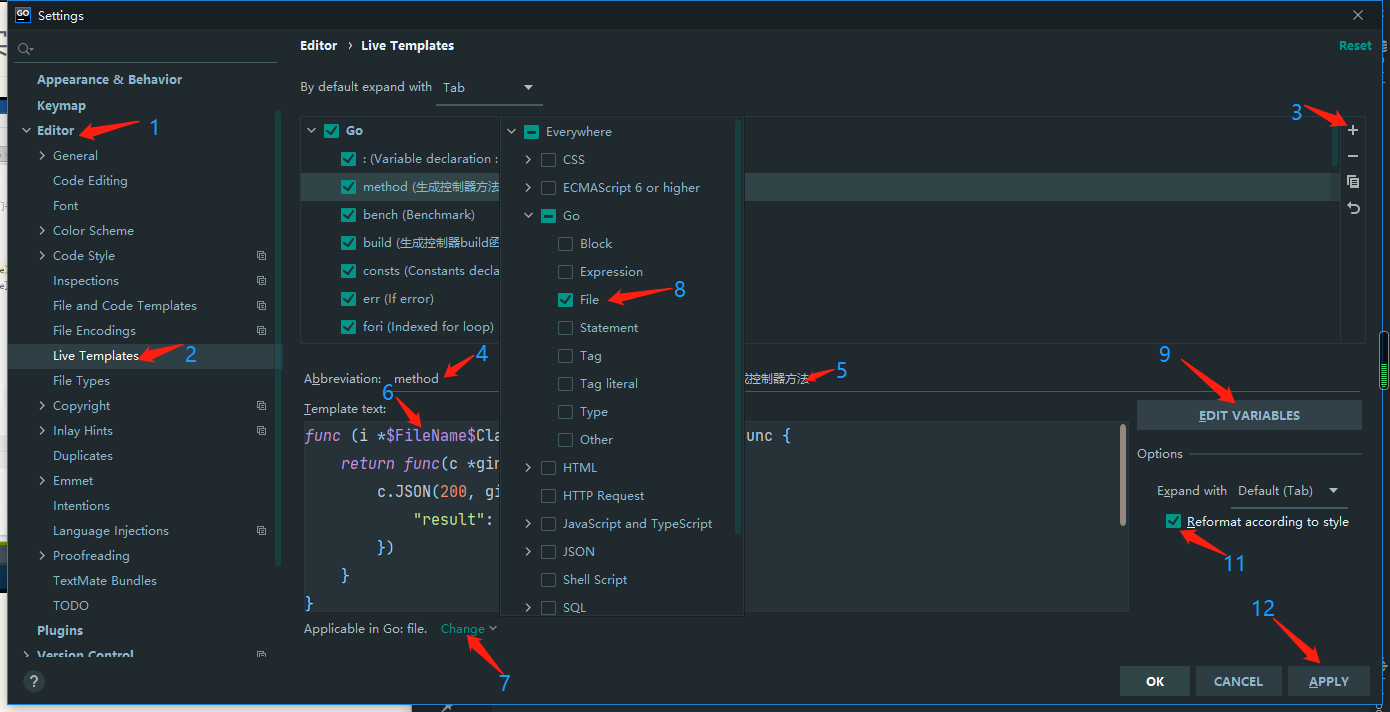 GO
Settings
Editor › Live Templates
Reset
By default expand with Tab
Appearance & Behavior
Keymap
Editor
General
Code Editing
Font
Color Scheme
Code Style
Inspections
File and Code Templates
File Encodings
Live Templates
File Types
Copyright
Inlay Hints
Duplicates
Emmet
Intentions
Language Injections
Proofreading
TextMate Bundles
TODO
Plugins
Version Control
1
2
3
Go
: (Variable declaration :
method (生成控制器方法
bench (Benchmark)
build (生成控制器build函
consts (Constants decla
err (If error)
fori (Indexed for loop)
Everywhere
CSS
ECMAScript 6 or higher
Go
Block
Expression
File
Statement
Tag
Tag literal
Type
Other
HTML
HTTP Request
JavaScript and TypeScript
JSON
Shell Script
SQL
8
4
Abbreviation: method
控制器方法
5
6
Template text:
func (i *$FileName$Cla unc {
return func(c *gin
c.JSON(200, gi
"result":
})
}
}
Applicable in Go: file. Change
7
9
EDIT VARIABLES
Options
Expand with Default (Tab)
Reformat according to style
11
12
?
OK
CANCEL
APPLY